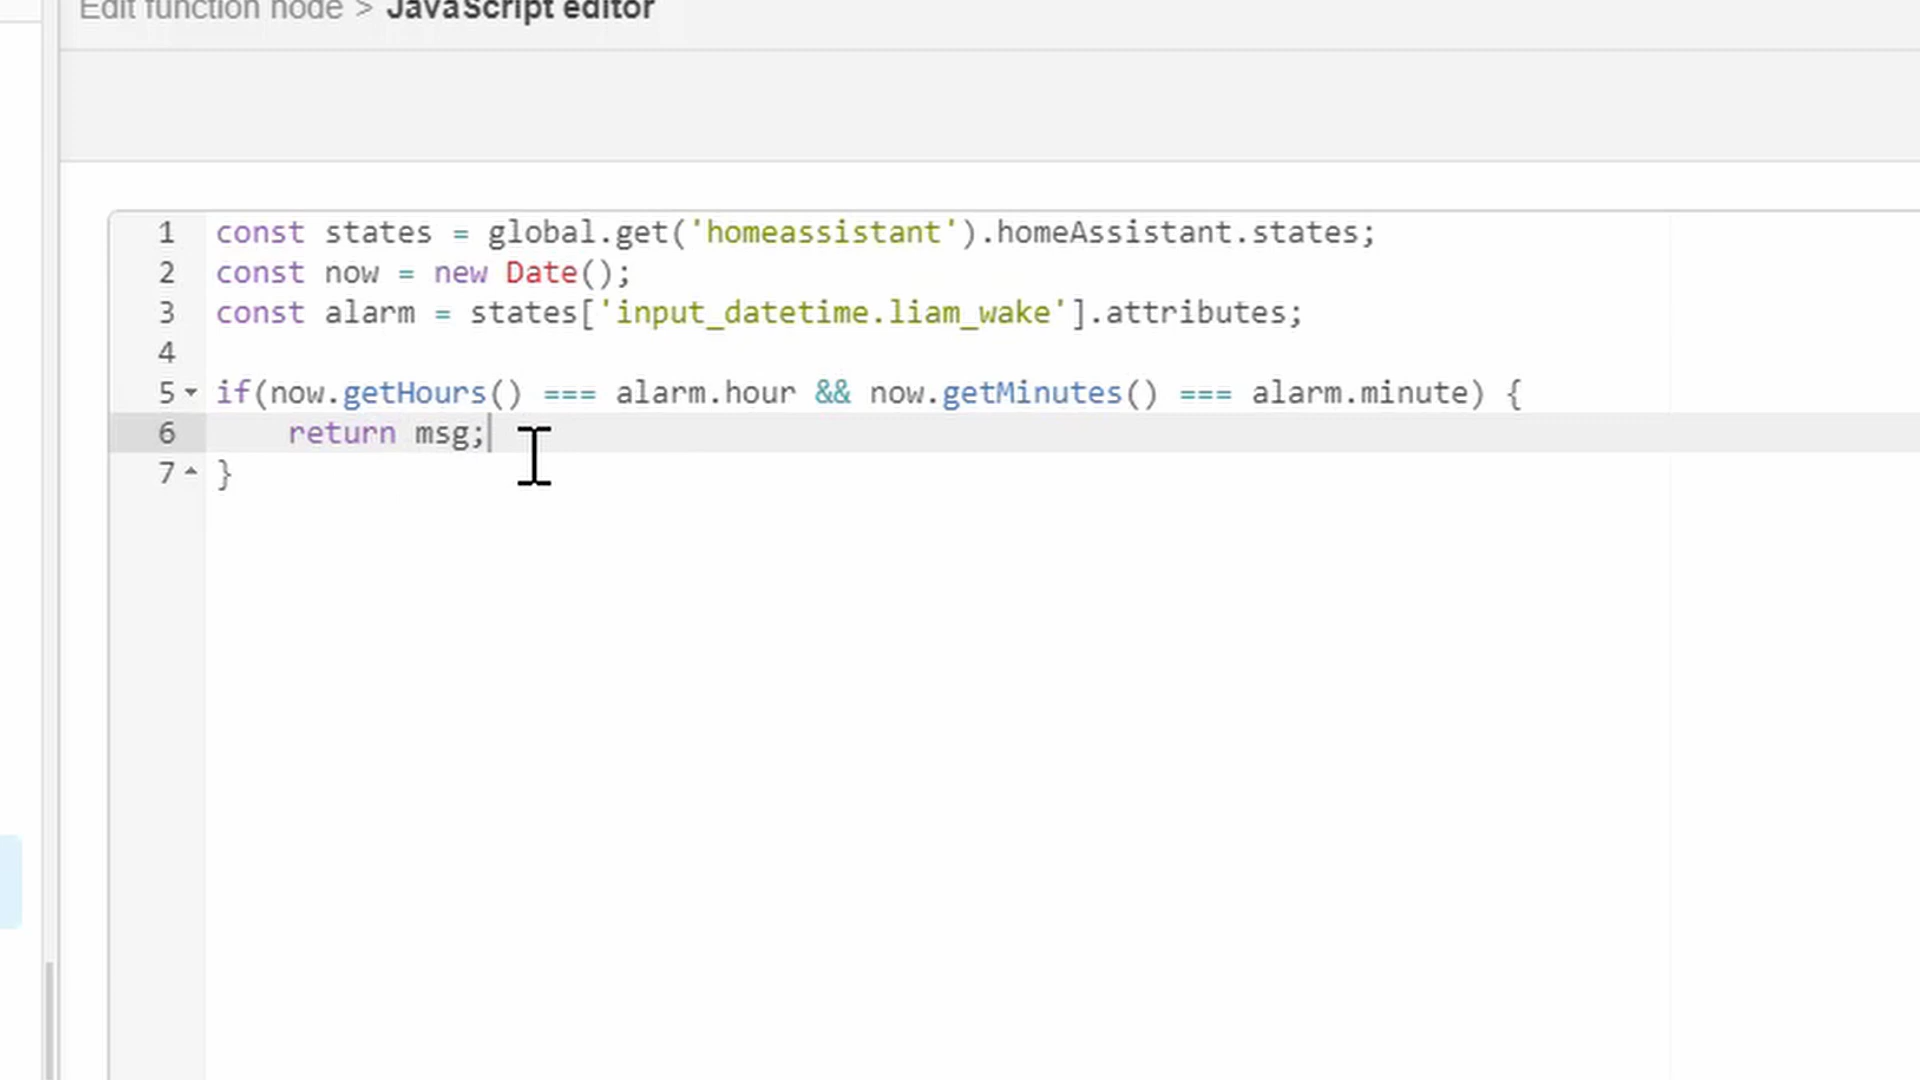 Edit function node > JavaScript editor
1 const states = global.get('homeassistant').homeAssistant.states;
2 const now = new Date();
3 const alarm = states['input_datetime.liam_wake'].attributes;
4
5 if(now.getHours() === alarm.hour && now.getMinutes() === alarm.minute) {
6     return msg;
7 }